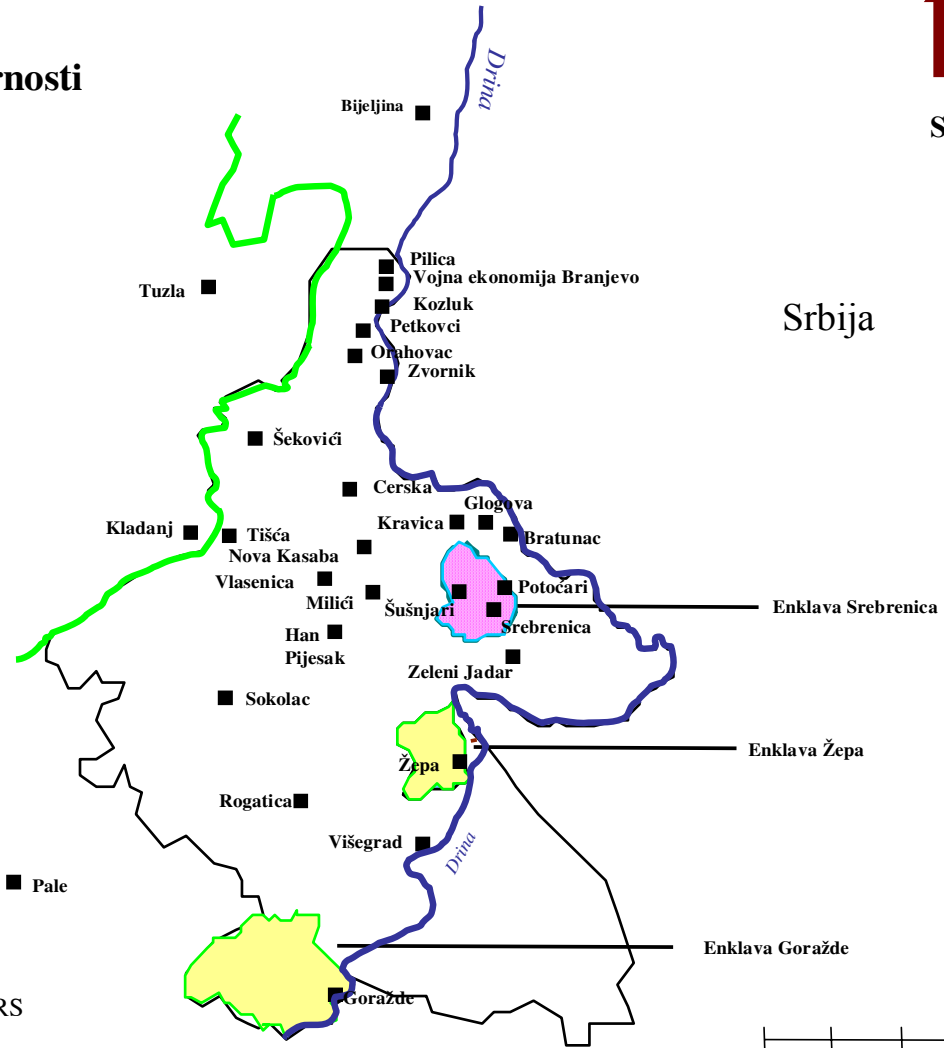 rnosti
S
Drina
Bijeljina
Pilica
Vojna ekonomija Branjevo
Tuzla
Kozluk
Srbija
Petkovci
Orahovac
Zvornik
Šekovići
Cerska
Glogova
Kravica
Kladanj
Tišća
Bratunac
Nova Kasaba
Vlasenica
Potočari
Milići
Šušnjari
Enklava Srebrenica
Srebrenica
Han
Pijesak
Zeleni Jadar
Sokolac
Enklava Žepa
Žepa
Rogatica
Višegrad
Drina
Pale
Enklava Goražde
Goražde
RS